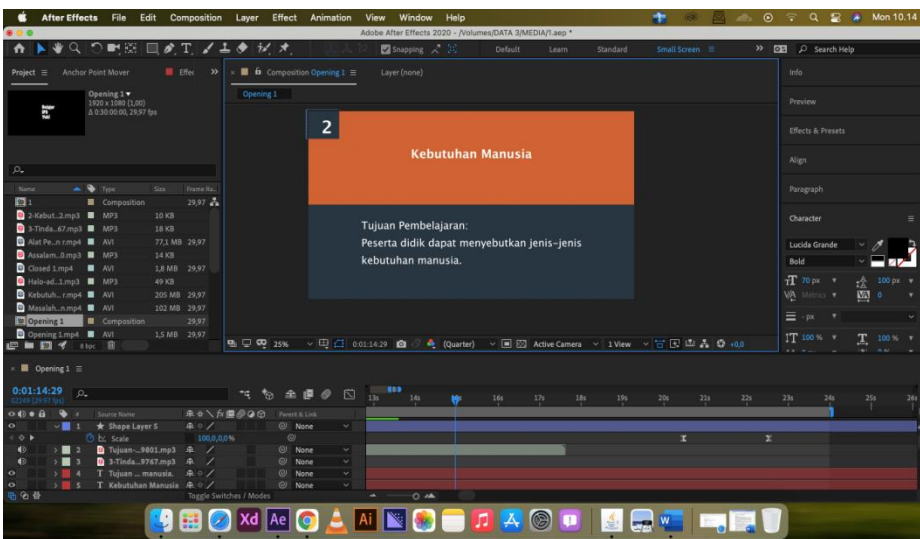 After Effects File Edit Composition Layer Effect Animation View Window Help Mon 10.14
Adobe After Effects 2020 - /Volumes/DATA 3/MEDIA/1.aep *
Snapping Default Learn Standard Small Screen Search Help
Project Anchor Point Mover Effec
Composition Opening 1 Layer (none)
Opening 1
Opening 1
1920 x 1080 (1,00)
Δ 0:30:00:00, 29,97 fps
Name Type Size Frame Ra..
1 Composition 29,97
2-Kebut...2.mp3 MP3 10 KB
3-Tinda...67.mp3 MP3 18 KB
Alat Pe...n r.mp4 AVI 77,1 MB 29,97
Assalam...0.mp3 MP3 14 KB
Closed 1.mp4 AVI 1,8 MB 29,97
Halo-ad...1.mp3 MP3 49 KB
Kebutuh... r.mp4 AVI 205 MB 29,97
Masalah...n.mp4 AVI 102 MB 29,97
Opening 1 Composition 29,97
Opening 1.mp4 AVI 1,5 MB 29,97
8 bpc
2
Kebutuhan Manusia
Tujuan Pembelajaran:
Peserta didik dapat menyebutkan jenis-jenis
kebutuhan manusia.
25% 0:01:14:29 (Quarter) Active Camera 1 View +0,0
Info
Preview
Effects & Presets
Align
Paragraph
Character
Lucida Grande
Bold
70 px 100 px
Metrics 0
- px
100 % 100 %
Opening 1
0:01:14:29
02249 (29.97 fps)
13s 14s 16s 17s 18s 19s 20s 21s 22s 23s 24s 25s 26s
# Source Name Parent & Link
1 Shape Layer 5 None
Scale 100,0,0,0%
2 Tujuan-...9801.mp3 None
3 3-Tinda...9767.mp3 None
4 T Tujuan ... manusia. None
5 T Kebutuhan Manusia None
Toggle Switches / Modes
Xd Ae Ai W